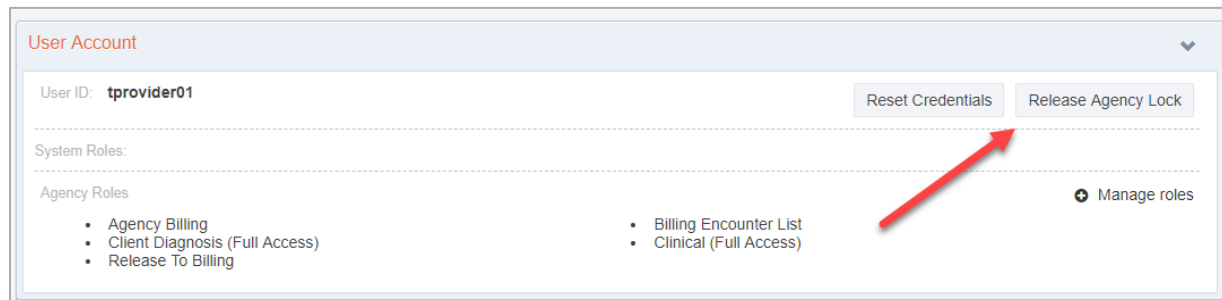 User Account
User ID: tprovider01
Reset Credentials
Release Agency Lock
System Roles:
Agency Roles
Manage roles
Agency Billing
Client Diagnosis (Full Access)
Release To Billing
Billing Encounter List
Clinical (Full Access)